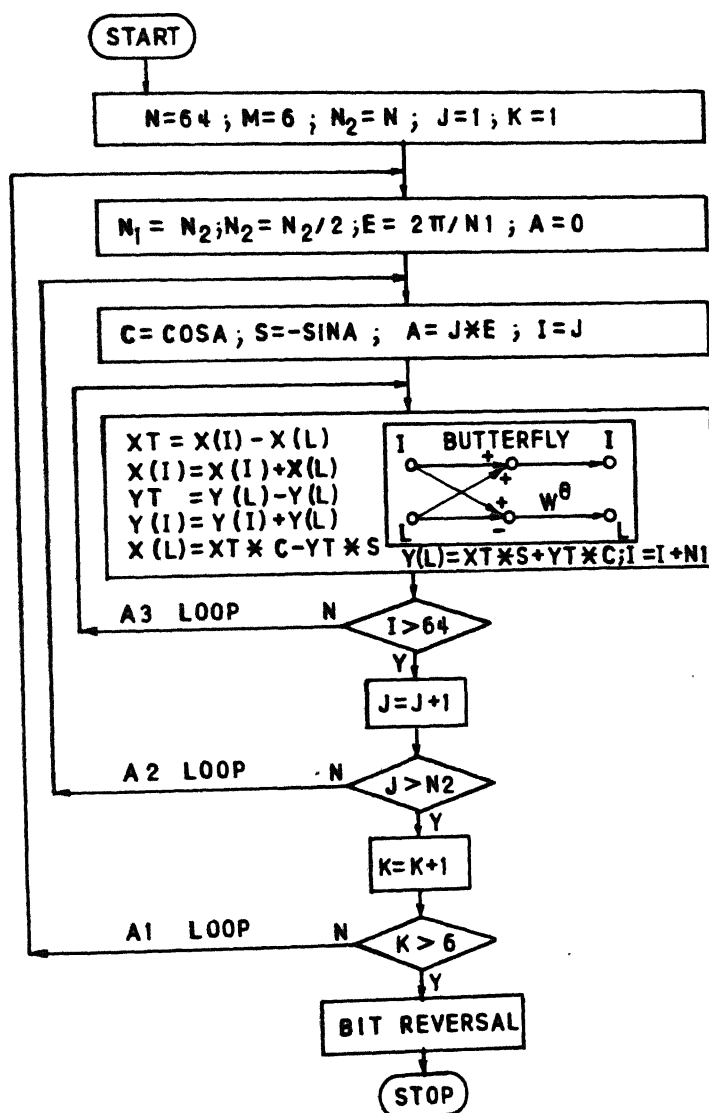 START
N=64 ; M=6 ; N2=N ; J=1 ; K=1
N1 = N2;N2= N2/2 ;E= 2π/N1 ; A=0
C= COSA ; S=-SINA ; A= J*E ; I=J
XT = X(I)-X(L)
X(I)=X(I)+X(L)
YT = Y(L)-Y(L)
Y(I)=Y(I)+Y(L)
X(L)=XT* C-YT*S
I BUTTERFLY I
+
+
+
-
Wθ
L L
Y(L)=XT*S+YT*C;I=I+N1
A3 LOOP N
I>64
Y
J=J+1
A2 LOOP N
J>N2
Y
K=K+1
A1 LOOP N
K>6
Y
BIT REVERSAL
STOP